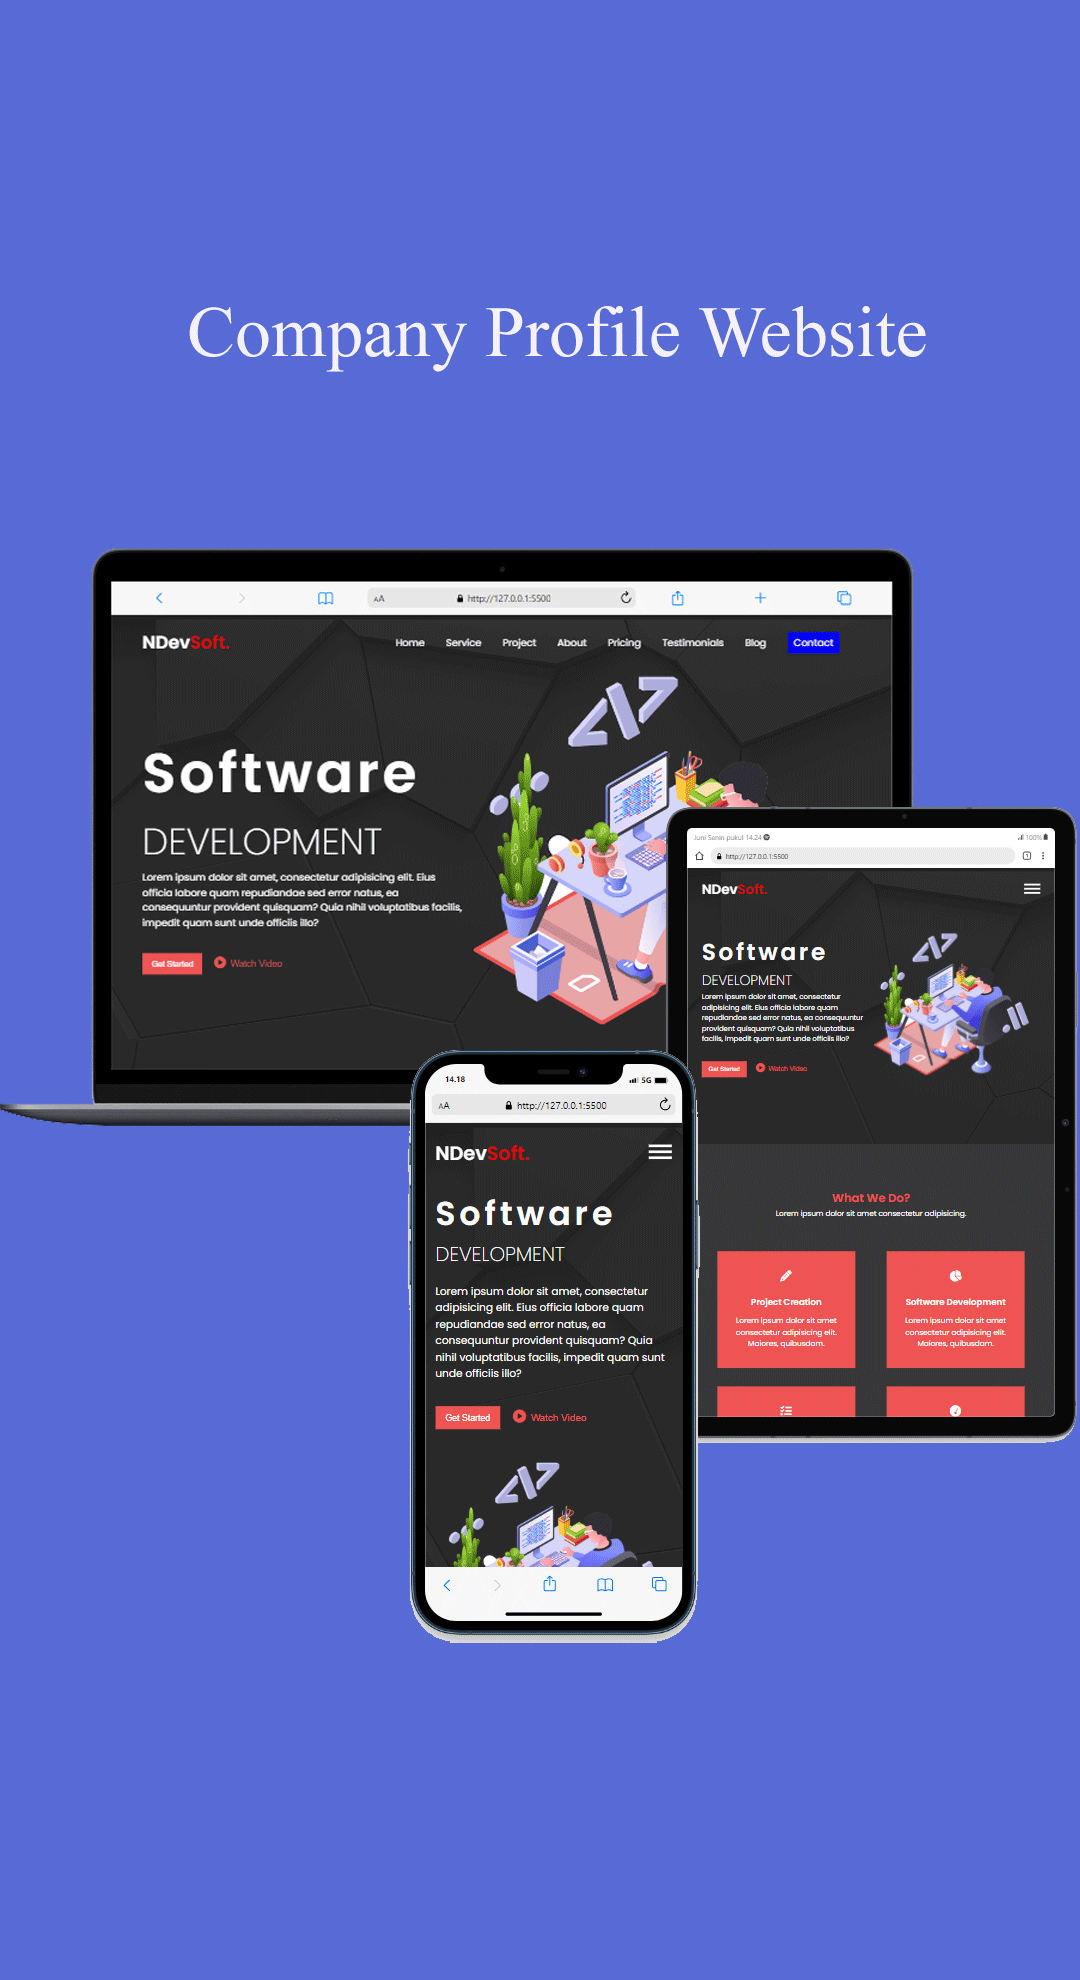 Company Profile Website
AA http://127.0.0.1:5500
NDevSoft. Home Service Project About Pricing Testimonials Blog Contact
Software
DEVELOPMENT
Lorem ipsum dolor sit amet, consectetur adipisicing elit. Eius
officia labore quam repudiandae sed error natus, ea
consequuntur provident quisquam? Quia nihil voluptatibus facilis,
impedit quam sunt unde officiis illo?
Get Started Watch Video
Juni Senin pukul 14.24 100%
http://127.0.0.1:5500 1
NDevSoft.
Software
DEVELOPMENT
Lorem ipsum dolor sit amet, consectetur
adipisicing elit. Eius officia labore quam
repudiandae sed error natus, ea consequuntur
provident quisquam? Quia nihil voluptatibus
facilis, impedit quam sunt unde officiis illo?
Get Started Watch Video
What We Do?
Lorem ipsum dolor sit amet consectetur adipisicing.
Project Creation
Lorem ipsum dolor sit amet
consectetur adipisicing elit.
Maiores, quibusdam.
Software Development
Lorem ipsum dolor sit amet
consectetur adipisicing elit.
Maiores, quibusdam.
14.18 5G
AA http://127.0.0.1:5500
NDevSoft.
Software
DEVELOPMENT
Lorem ipsum dolor sit amet, consectetur
adipisicing elit. Eius officia labore quam
repudiandae sed error natus, ea
consequuntur provident quisquam? Quia
nihil voluptatibus facilis, impedit quam sunt
unde officiis illo?
Get Started Watch Video